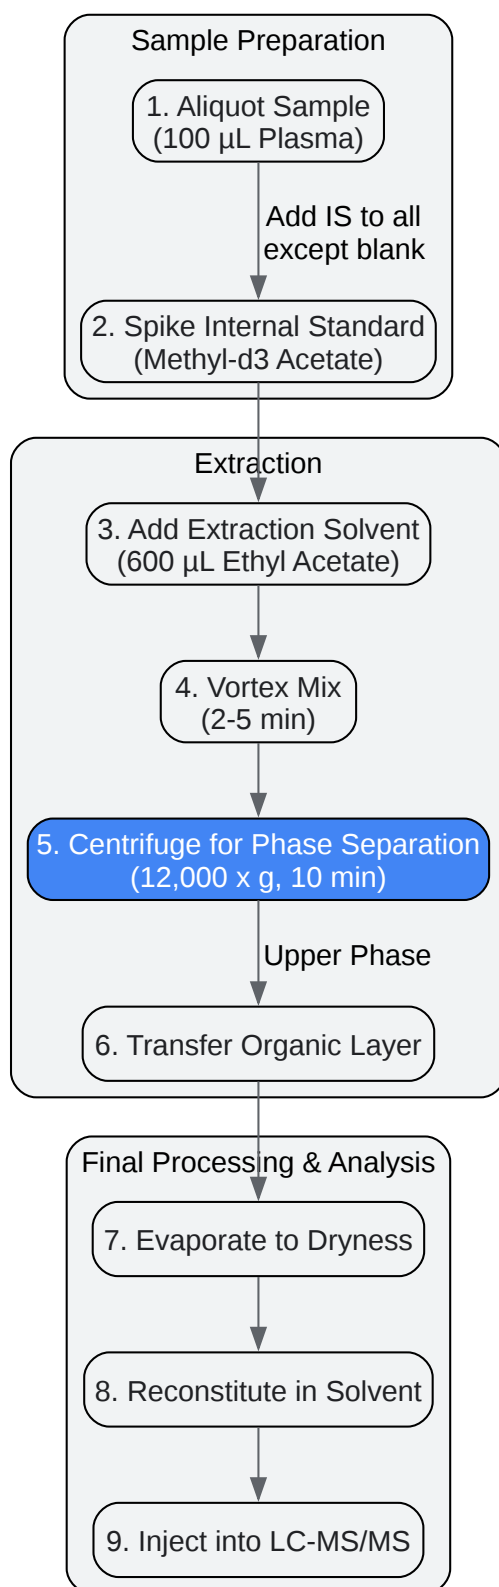 Sample Preparation
1. Aliquot Sample
(100 µL Plasma)
Add IS to all
except blank
2. Spike Internal Standard
(Methyl-d3 Acetate)
Extraction
3. Add Extraction Solvent
(600 µL Ethyl Acetate)
4. Vortex Mix
(2-5 min)
5. Centrifuge for Phase Separation
(12,000 x g, 10 min)
Upper Phase
6. Transfer Organic Layer
Final Processing & Analysis
7. Evaporate to Dryness
8. Reconstitute in Solvent
9. Inject into LC-MS/MS